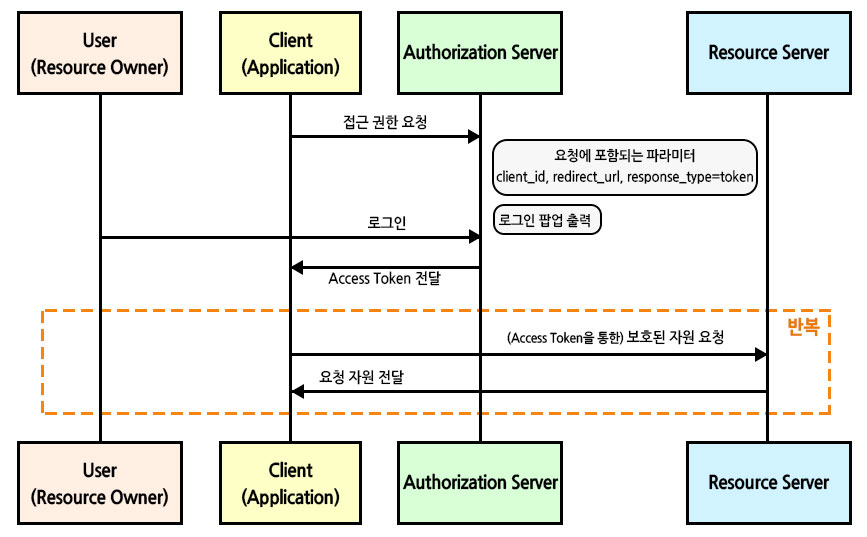 User
(Resource Owner)
Client
(Application)
Authorization Server
Resource Server
접근 권한 요청
요청에 포함되는 파라미터
client_id, redirect_url, response_type=token
로그인 팝업 출력
로그인
Access Token 전달
반복
(Access Token을 통한) 보호된 자원 요청
요청 자원 전달
User
(Resource Owner)
Client
(Application)
Authorization Server
Resource Server